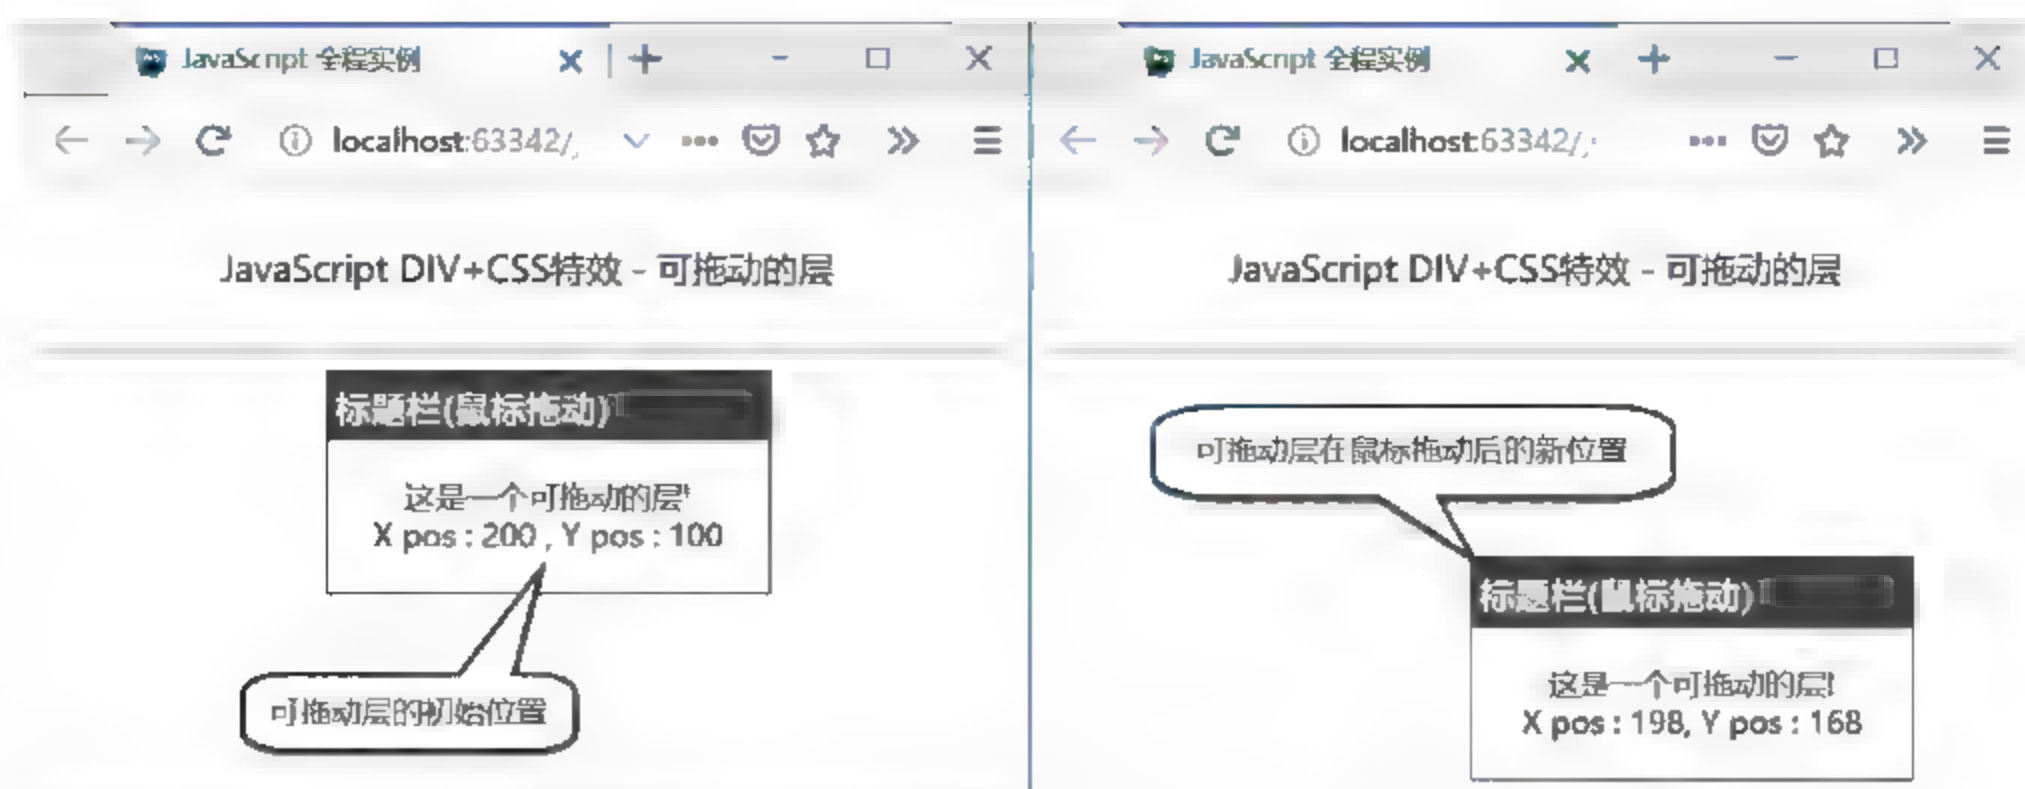 JavaScript 全程实例
localhost:63342/
JavaScript DIV+CSS特效 - 可拖动的层
标题栏(鼠标拖动)
这是一个可拖动的层!
X pos : 200 , Y pos : 100
可拖动层的初始位置
JavaScript 全程实例
localhost:63342/
JavaScript DIV+CSS特效 - 可拖动的层
可拖动层在鼠标拖动后的新位置
标题栏(鼠标拖动)
这是一个可拖动的层!
X pos : 198, Y pos : 168